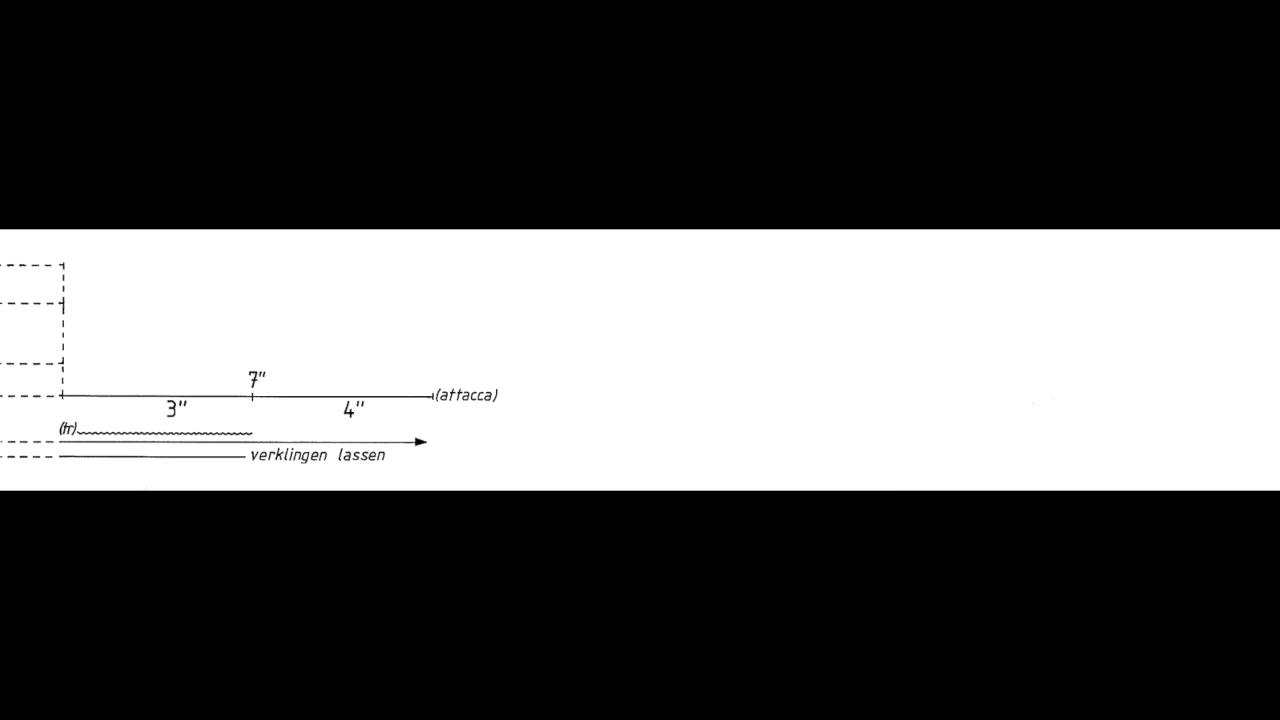 7"
3" 4" (attacca)
(tr)
verklingen lassen